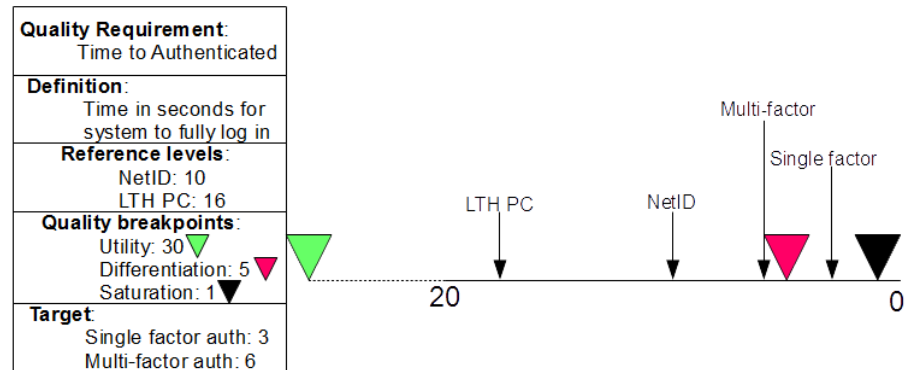 Quality Requirement:
Time to Authenticated
Definition:
Time in seconds for
system to fully log in
Reference levels:
NetID: 10
LTH PC: 16
Quality breakpoints:
Utility: 30
Differentiation: 5
Saturation: 1
Target:
Single factor auth: 3
Multi-factor auth: 6
Multi-factor
Single factor
LTH PC
NetID
20
0